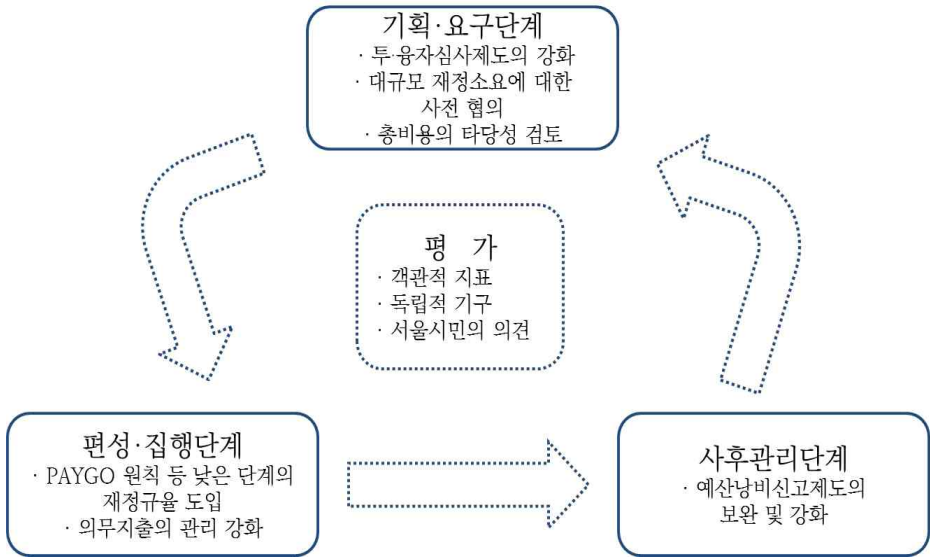 기획·요구단계
· 투·융자심사제도의 강화
· 대규모 재정소요에 대한
사전 협의
· 총비용의 타당성 검토
평 가
· 객관적 지표
· 독립적 기구
· 서울시민의 의견
편성·집행단계
· PAYGO 원칙 등 낮은 단계의
재정규율 도입
· 의무지출의 관리 강화
사후관리단계
· 예산낭비신고제도의
보완 및 강화